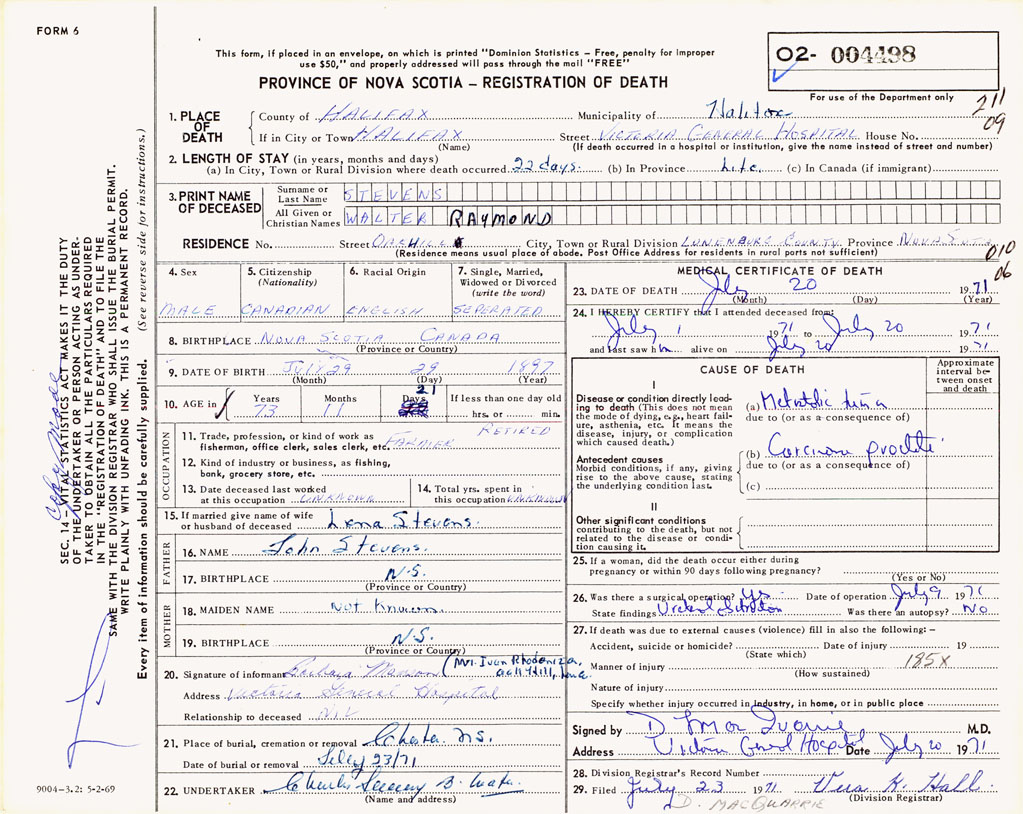 FORM 6
This form, if placed in an envelope, on which is printed "Dominion Statistics – Free, penalty for improper
use $50," and properly addressed will pass through the mail "FREE"
PROVINCE OF NOVA SCOTIA – REGISTRATION OF DEATH
02- 004498
For use of the Department only
211
09
1. PLACE OF DEATH
County of HALIFAX Municipality of Halifax
If in City or Town HALIFAX Street VICTORIA GENERAL HOSPITAL House No.
(Name) (If death occurred in a hospital or institution, give the name instead of street and number)
2. LENGTH OF STAY (in years, months and days)
(a) In City, Town or Rural Division where death occurred 22 days. (b) In Province Life. (c) In Canada (if immigrant)
3. PRINT NAME OF DECEASED
Surname or Last Name STEVENS
All Given or Christian Names WALTER RAYMOND
RESIDENCE No. Street OAKHILL City, Town or Rural Division LUNENBURG COUNTY Province NOVA SCOTIA
(Residence means usual place of abode. Post Office Address for residents in rural ports not sufficient)
010
06
4. Sex
MALE
5. Citizenship (Nationality)
CANADIAN
6. Racial Origin
ENGLISH
7. Single, Married, Widowed or Divorced (write the word)
SEPERATED
8. BIRTHPLACE NOVA SCOTIA CANADA
(Province or Country)
9. DATE OF BIRTH JULY 29 29 1897
(Month) (Day) (Year)
10. AGE in Years 73 Months 11 Days 21 If less than one day old hrs. or min.
OCCUPATION
11. Trade, profession, or kind of work as fisherman, office clerk, sales clerk, etc. FARMER RETIRED
12. Kind of industry or business, as fishing, bank, grocery store, etc.
13. Date deceased last worked at this occupation UNKNOWN
14. Total yrs. spent in this occupation UNKNOWN
15. If married give name of wife or husband of deceased Lena Stevens.
FATHER
16. NAME John Stevens.
17. BIRTHPLACE N.S.
(Province or Country)
MOTHER
18. MAIDEN NAME Not Known
19. BIRTHPLACE N.S.
(Province or Country)
20. Signature of informant (Mrs. Ivan Rhodenizer,
Address Victoria General Hospital
Relationship to deceased NIL
21. Place of burial, cremation or removal Chester N.S.
Date of burial or removal July 23/71
22. UNDERTAKER
(Name and address)
MEDICAL CERTIFICATE OF DEATH
23. DATE OF DEATH July 20 1971
(Month) (Day) (Year)
24. I HEREBY CERTIFY that I attended deceased from:
July 1 1971 to July 20 1971
and last saw him alive on July 20 1971
CAUSE OF DEATH
Approximate interval between onset and death
I
Disease or condition directly leading to death (This does not mean the mode of dying, e.g., heart failure, asthenia, etc. It means the disease, injury, or complication which caused death.)
(a) Metastatic
due to (or as a consequence of)
Antecedent causes
Morbid conditions, if any, giving rise to the above cause, stating the underlying condition last.
(b) Carcinoma prostate
due to (or as a consequence of)
(c)
II
Other significant conditions
contributing to the death, but not related to the disease or condition causing it.
25. If a woman, did the death occur either during pregnancy or within 90 days following pregnancy?
(Yes or No)
26. Was there a surgical operation? Yes Date of operation July 9 1971
State findings Ureteral obstruction Was there an autopsy? No
27. If death was due to external causes (violence) fill in also the following: –
Accident, suicide or homicide? Date of injury 19
(State which)
Manner of injury 185X
(How sustained)
Nature of injury
Specify whether injury occurred in Industry, in home, or in public place
Signed by M.D.
Address Victoria General Hospital Date July 20 1971
28. Division Registrar's Record Number
29. Filed July 23 1971 Vera K. Hall
(Division Registrar)
D. MACQUARRIE
SEC. 14 – VITAL STATISTICS ACT MAKES IT THE DUTY
OF THE UNDERTAKER OR PERSON ACTING AS UNDER-
TAKER TO OBTAIN ALL THE PARTICULARS REQUIRED
IN THE "REGISTRATION OF DEATH" AND TO FILE THE
SAME WITH THE DIVISION REGISTRAR WHO SHALL ISSUE THE BURIAL PERMIT.
WRITE PLAINLY WITH UNFADING INK. THIS IS A PERMANENT RECORD.
Every item of information should be carefully supplied. (See reverse side for instructions.)
9004–3.2: 5-2-69